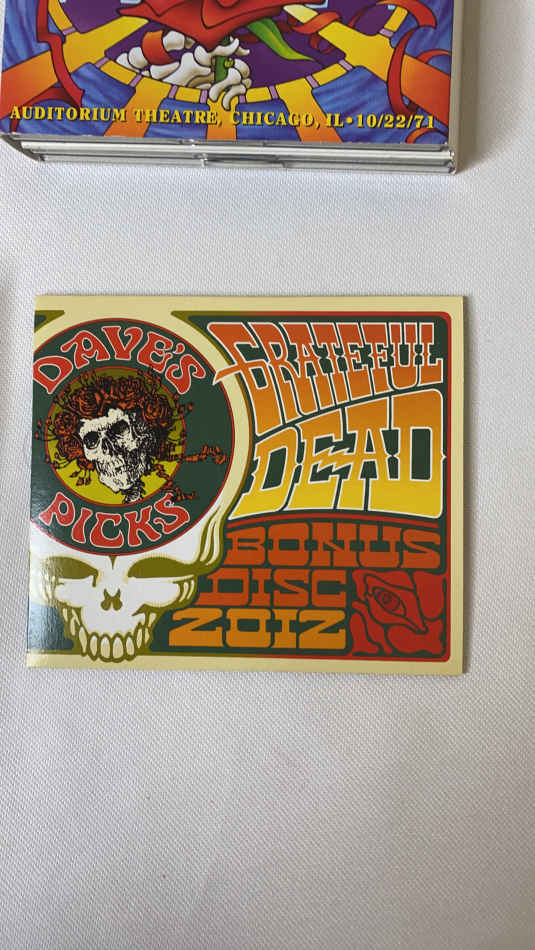 AUDITORIUM THEATRE, CHICAGO, IL•10/22/71
DAVE'S
PICKS
GRATEFUL
DEAD
BONUS
DISC
2012